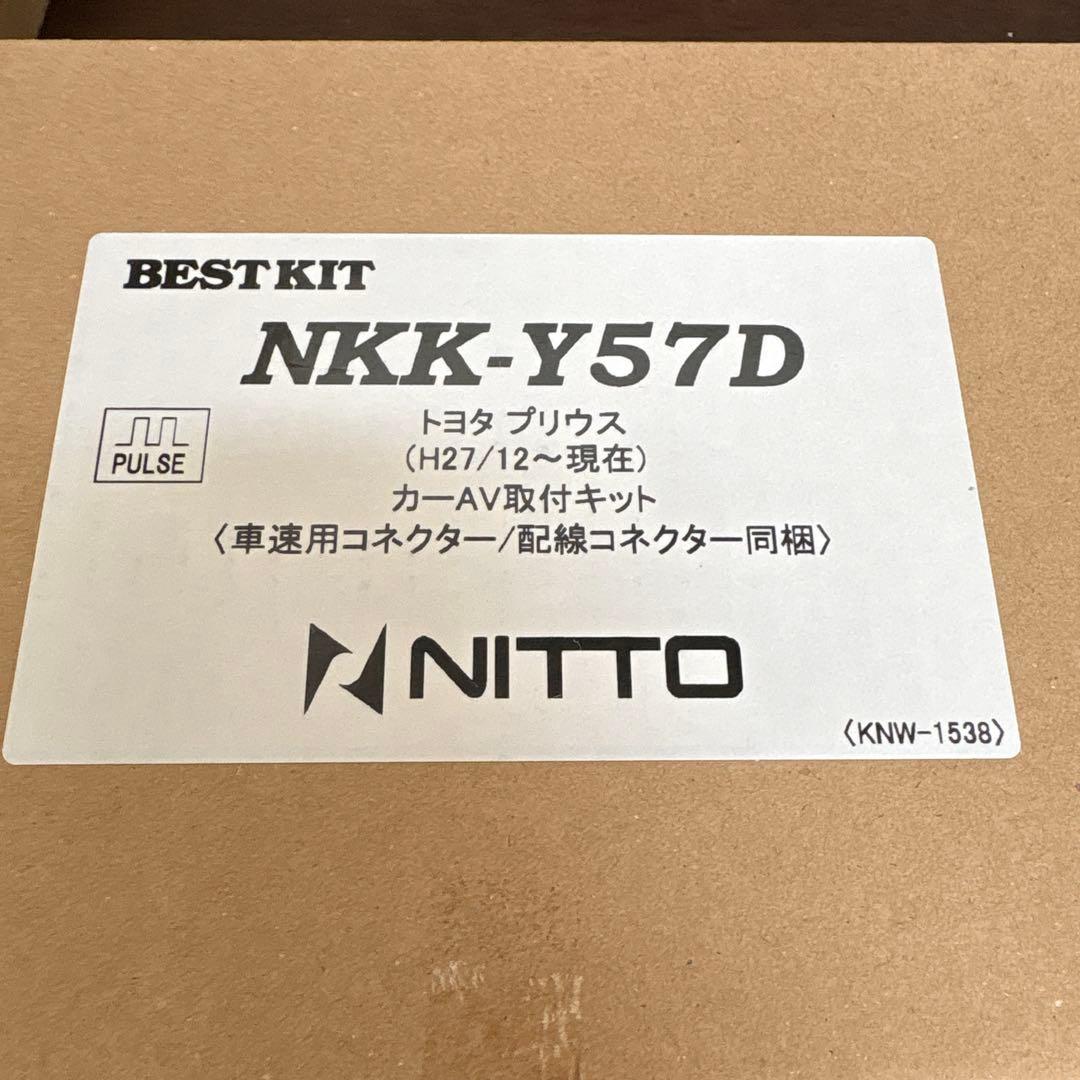 BEST KIT
NKK-Y57D
PULSE
トヨタ プリウス
(H27/12～現在)
カーAV取付キット
〈車速用コネクター/配線コネクター同梱〉
NITTO
〈KNW-1538〉